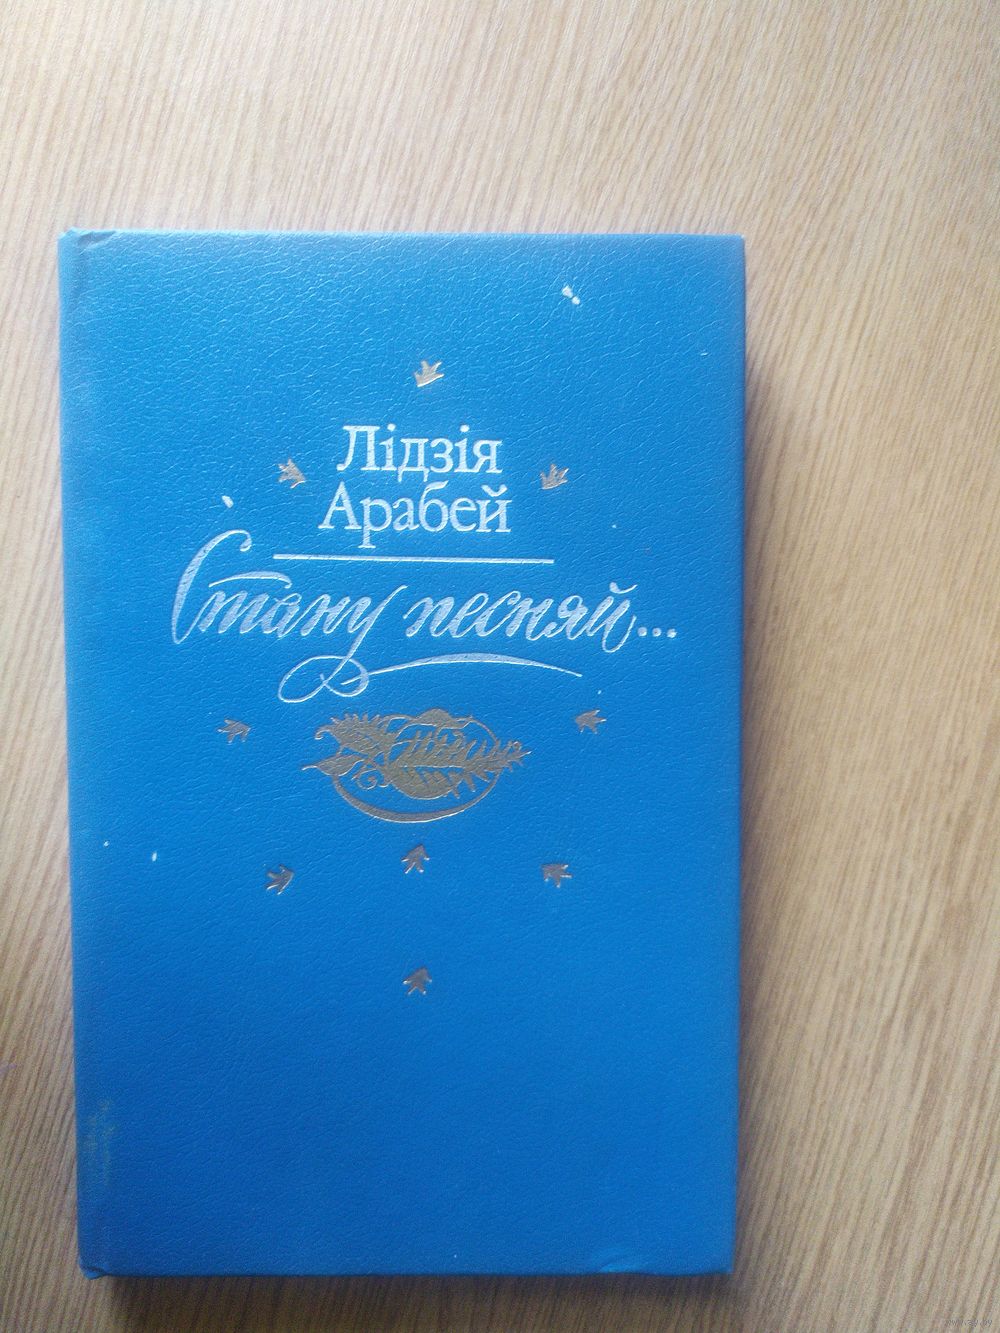 Лідзія
Арабей
Стану песняй...